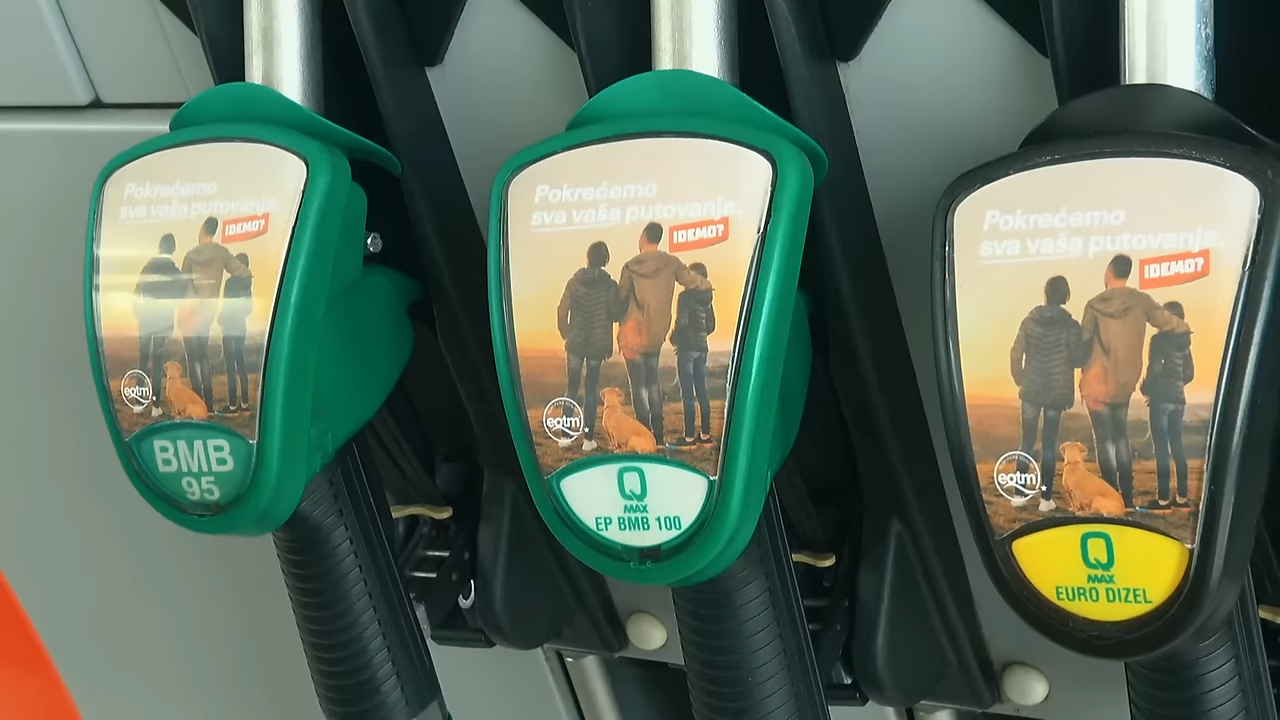 Pokrećemo
sva vaša putovanja.
IDEMO?
eotm
BMB
95
Pokrećemo
sva vaša putovanja.
IDEMO?
eotm
Q
MAX
EP BMB 100
Pokrećemo
sva vaša putovanja.
IDEMO?
eotm
Q
MAX
EURO DIZEL